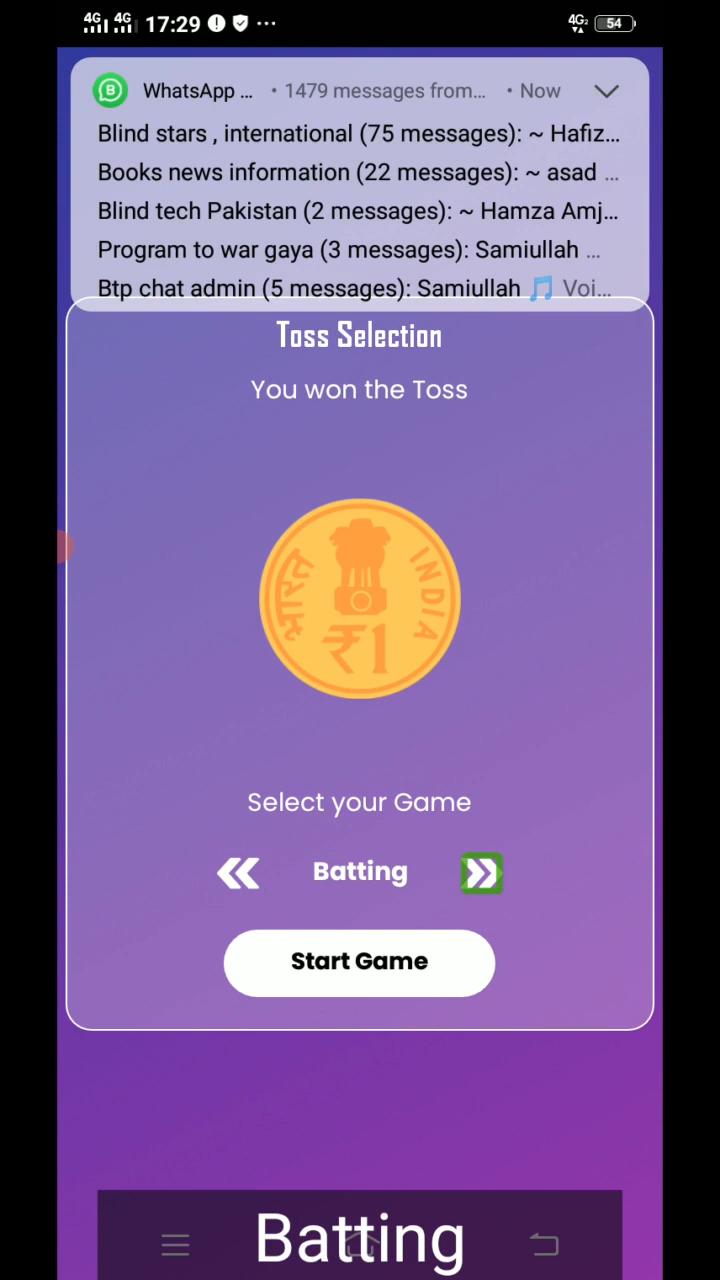 4G 4G 17:29 4G2 54
WhatsApp ... • 1479 messages from... • Now
Blind stars , international (75 messages): ~ Hafiz...
Books news information (22 messages): ~ asad ...
Blind tech Pakistan (2 messages): ~ Hamza Amj...
Program to war gaya (3 messages): Samiullah ...
Btp chat admin (5 messages): Samiullah 🎵 Voi...
Toss Selection
You won the Toss
भारत
INDIA
₹1
Select your Game
Batting
Start Game
Batting